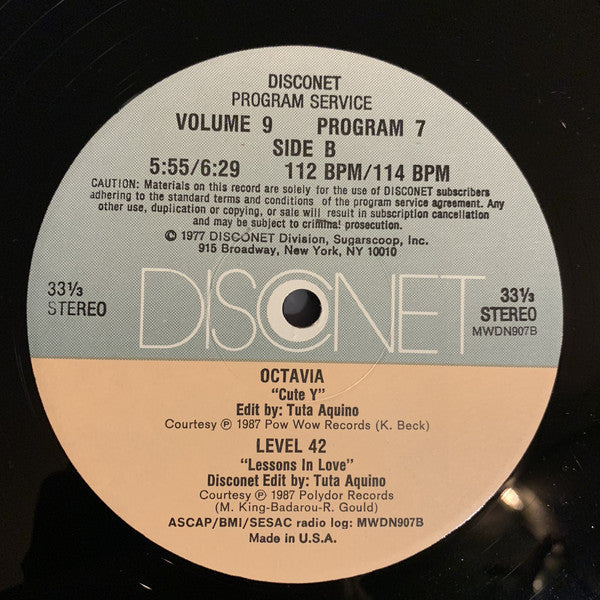 DISCONET
PROGRAM SERVICE
VOLUME 9 PROGRAM 7
SIDE B
5:55/6:29 112 BPM/114 BPM
CAUTION: Materials on this record are solely for the use of DISCONET subscribers
adhering to the standard terms and conditions of the program service agreement. Any
other use, duplication or copying, or sale will result in subscription cancellation
and may be subject to criminal prosecution.
© 1977 DISCONET Division, Sugarscoop, Inc.
915 Broadway, New York, NY 10010
33⅓
STEREO
DISCONET
33⅓
STEREO
MWDN907B
OCTAVIA
"Cute Y"
Edit by: Tuta Aquino
Courtesy ℗ 1987 Pow Wow Records (K. Beck)
LEVEL 42
"Lessons In Love"
Disconet Edit by: Tuta Aquino
Courtesy ℗ 1987 Polydor Records
(M. King-Badarou-R. Gould)
ASCAP/BMI/SESAC radio log: MWDN907B
Made in U.S.A.